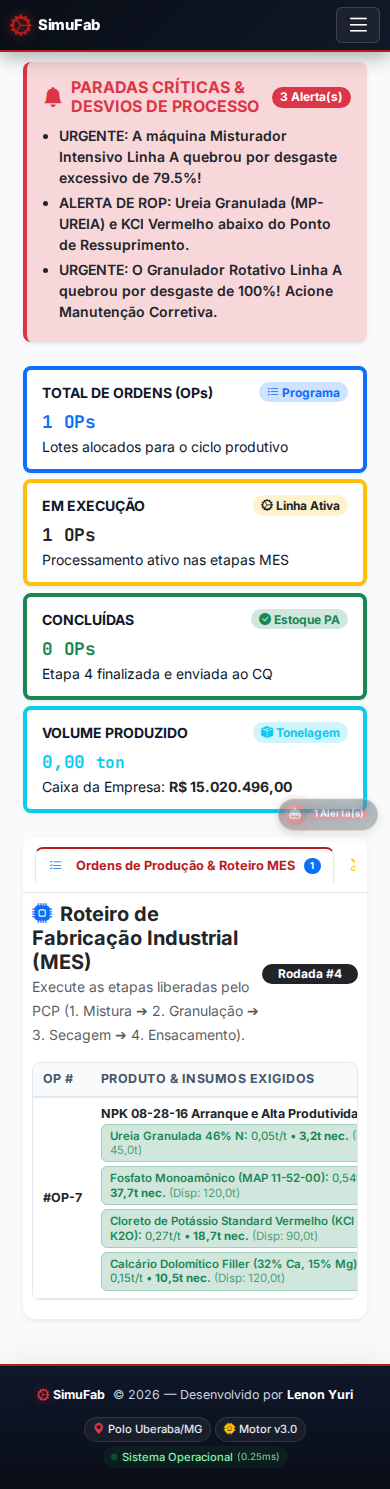 SimuFab
PARADAS CRÍTICAS &
DESVIOS DE PROCESSO
3 Alerta(s)
URGENTE: A máquina Misturador
Intensivo Linha A quebrou por desgaste
excessivo de 79.5%!
ALERTA DE ROP: Ureia Granulada (MP-
UREIA) e KCl Vermelho abaixo do Ponto
de Ressuprimento.
URGENTE: O Granulador Rotativo Linha A
quebrou por desgaste de 100%! Acione
Manutenção Corretiva.
TOTAL DE ORDENS (OPs)
Programa
1 OPs
Lotes alocados para o ciclo produtivo
EM EXECUÇÃO
Linha Ativa
1 OPs
Processamento ativo nas etapas MES
CONCLUÍDAS
Estoque PA
0 OPs
Etapa 4 finalizada e enviada ao CQ
VOLUME PRODUZIDO
Tonelagem
0,00 ton
Caixa da Empresa: R$ 15.020.496,00
1 Alerta(s)
Ordens de Produção & Roteiro MES 1
Roteiro de
Fabricação Industrial
(MES)
Rodada #4
Execute as etapas liberadas pelo
PCP (1. Mistura ➔ 2. Granulação ➔
3. Secagem ➔ 4. Ensacamento).
OP # PRODUTO & INSUMOS EXIGIDOS
#OP-7
NPK 08-28-16 Arranque e Alta Produtivida
Ureia Granulada 46% N: 0,05t/t • 3,2t nec. (
45,0t)
Fosfato Monoamônico (MAP 11-52-00): 0,54
37,7t nec. (Disp: 120,0t)
Cloreto de Potássio Standard Vermelho (KCl
K2O): 0,27t/t • 18,7t nec. (Disp: 90,0t)
Calcário Dolomítico Filler (32% Ca, 15% Mg)
0,15t/t • 10,5t nec. (Disp: 120,0t)
SimuFab © 2026 — Desenvolvido por Lenon Yuri
Polo Uberaba/MG
Motor v3.0
Sistema Operacional (0.25ms)